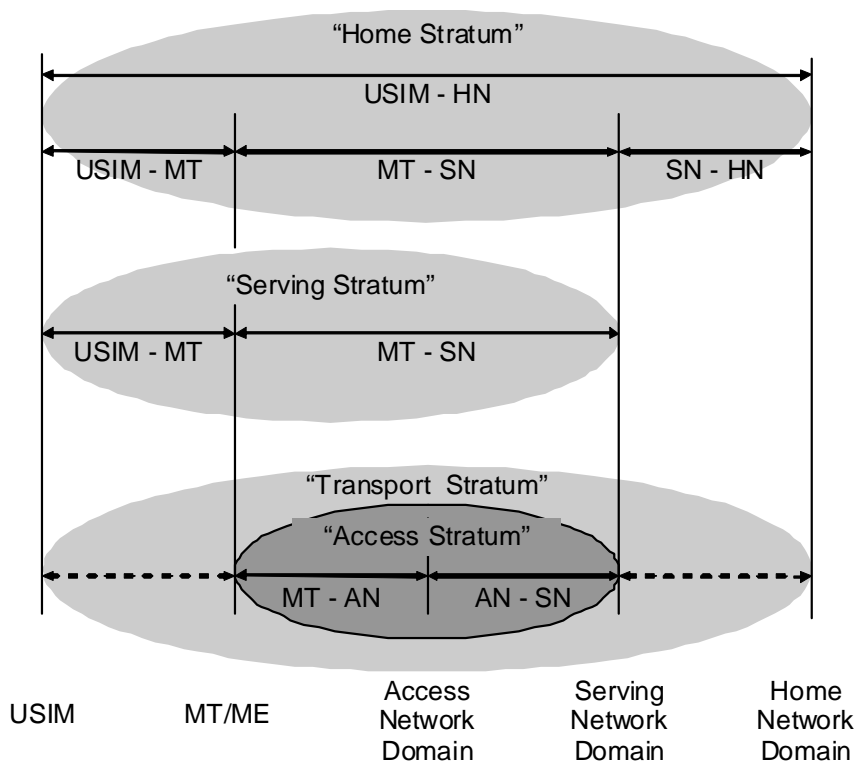 “Home Stratum”
USIM - HN
USIM - MT MT - SN SN - HN
“Serving Stratum”
USIM - MT MT - SN
“Transport Stratum”
“Access Stratum”
MT - AN AN - SN
USIM
MT/ME
Access
Network
Domain
Serving
Network
Domain
Home
Network
Domain